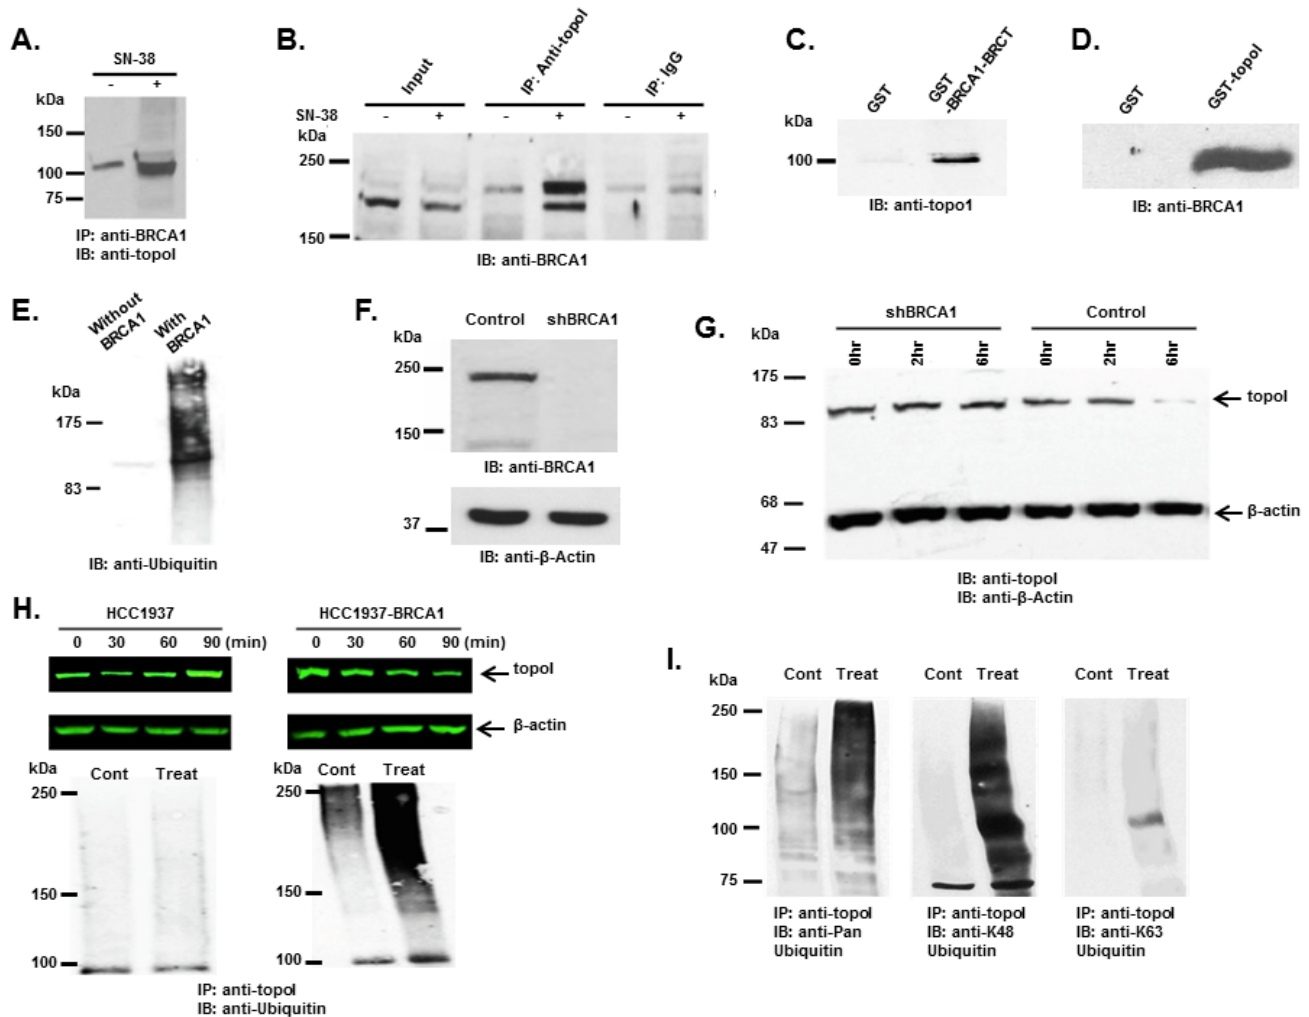 A.
SN-38
- +
kDa
150
100
75
IP: anti-BRCA1
IB: anti-topoI
B.
Input
IP: Anti-topoI
IP: IgG
SN-38 - + - + - +
kDa
250
150
IB: anti-BRCA1
C.
GST
GST
-BRCA1-BRCT
kDa
100
IB: anti-topo1
D.
GST
GST-topoI
IB: anti-BRCA1
E.
Without
BRCA1
With
BRCA1
kDa
175
83
IB: anti-Ubiquitin
F.
Control shBRCA1
kDa
250
150
IB: anti-BRCA1
37
IB: anti-β-Actin
G.
shBRCA1 Control
kDa
0hr 2hr 6hr 0hr 2hr 6hr
175
topoI
83
68
β-actin
47
IB: anti-topoI
IB: anti-β-Actin
H.
HCC1937
0 30 60 90 (min)
HCC1937-BRCA1
0 30 60 90 (min)
topoI
β-actin
kDa
Cont Treat
250
150
100
kDa
Cont Treat
250
150
100
IP: anti-topoI
IB: anti-Ubiquitin
I.
kDa
Cont Treat
Cont Treat
Cont Treat
250
150
100
75
IP: anti-topoI
IB: anti-Pan
Ubiquitin
IP: anti-topoI
IB: anti-K48
Ubiquitin
IP: anti-topoI
IB: anti-K63
Ubiquitin